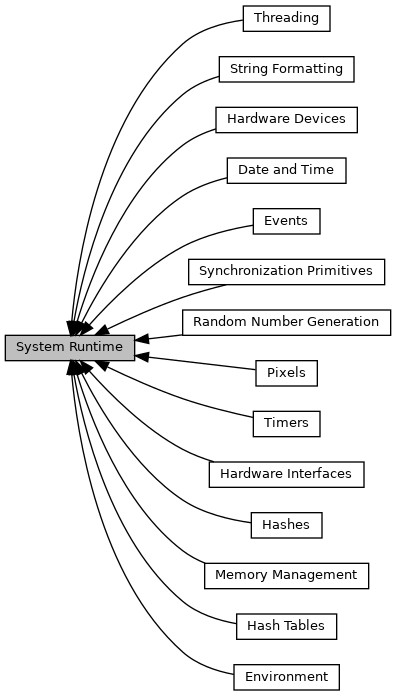 Threading
String Formatting
Hardware Devices
Date and Time
Events
Synchronization Primitives
Random Number Generation
System Runtime
Pixels
Timers
Hardware Interfaces
Hashes
Memory Management
Hash Tables
Environment